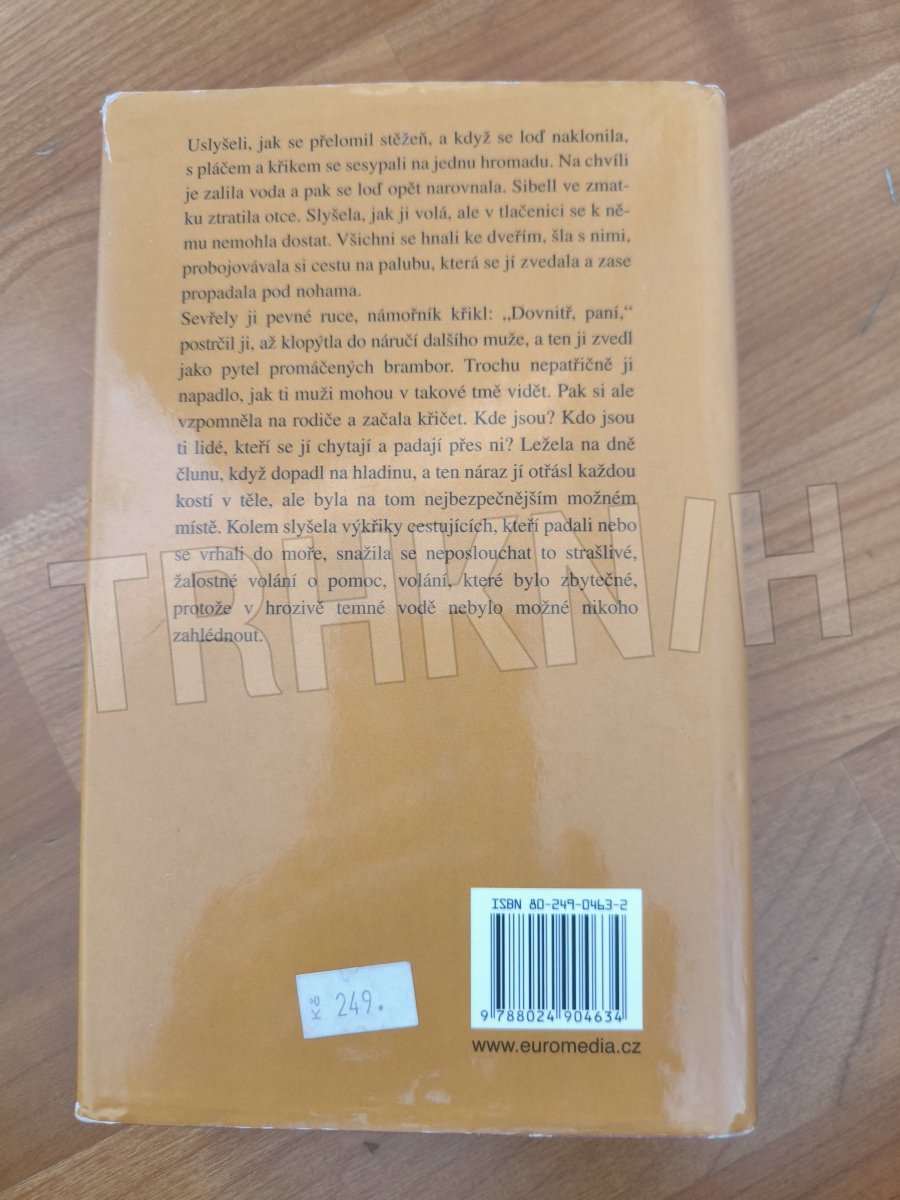 Uslyšeli, jak se přelomil stěžeň, a když se loď naklonila,
s pláčem a křikem se sesypali na jednu hromadu. Na chvíli
je zalila voda a pak se loď opět narovnala. Sibell ve zmat-
ku ztratila otce. Slyšela, jak ji volá, ale v tlačenici se k ně-
mu nemohla dostat. Všichni se hnali ke dveřím, šla s nimi,
probojovávala si cestu na palubu, která se jí zvedala a zase
propadala pod nohama.
Sevřely ji pevné ruce, námořník křikl: „Dovnitř, paní,“
postrčil ji, až klopýtla do náručí dalšího muže, a ten ji zvedl
jako pytel promáčených brambor. Trochu nepatřičně ji
napadlo, jak ti muži mohou v takové tmě vidět. Pak si ale
vzpomněla na rodiče a začala křičet. Kde jsou? Kdo jsou
ti lidé, kteří se jí chytají a padají přes ni? Ležela na dně
člunu, když dopadl na hladinu, a ten náraz jí otřásl každou
kostí v těle, ale byla na tom nejbezpečnějším možném
místě. Kolem slyšela výkřiky cestujících, kteří padali nebo
se vrhali do moře, snažila se neposlouchat to strašlivé,
žalostné volání o pomoc, volání, které bylo zbytečné,
protože v hrozivě temné vodě nebylo možné nikoho
zahlédnout.
TRHKNIH
ISBN 80-249-0463-2
9 788024 904634
www.euromedia.cz
Kč 249.